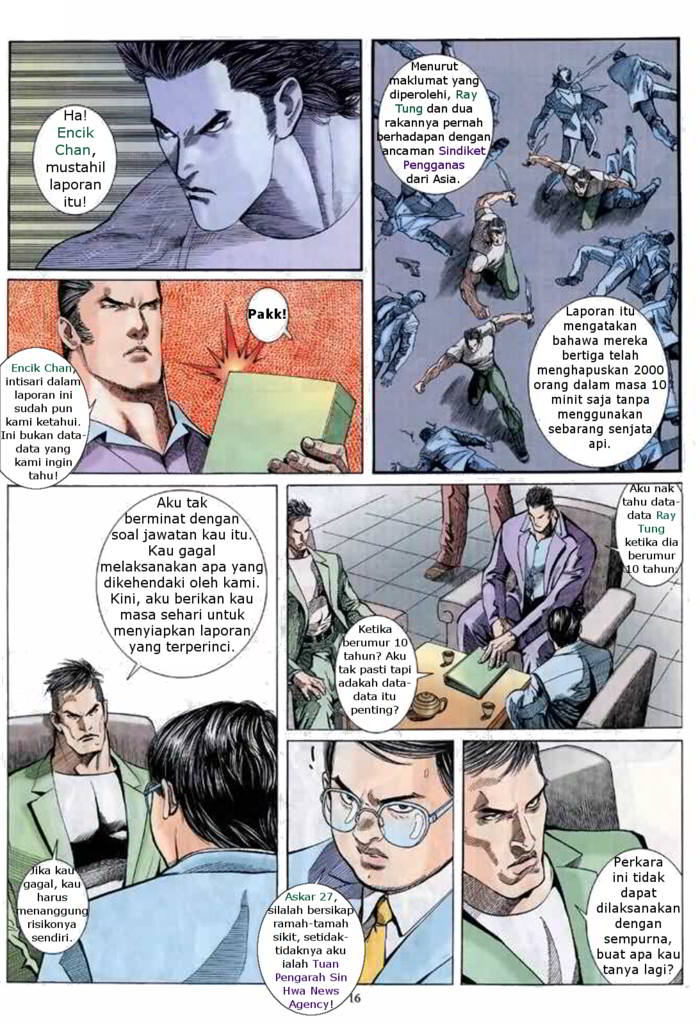 Ha!
Encik
Chan,
mustahil
laporan
itu!
Menurut
maklumat yang
diperolehi, Ray
Tung dan dua
rakannya pernah
berhadapan dengan
ancaman Sindiket
Pengganas
dari Asia.
Laporan itu
mengatakan
bahawa mereka
bertiga telah
menghapuskan 2000
orang dalam masa 10
minit saja tanpa
menggunakan
sebarang senjata
api.
Pakk!
Encik Chan,
intisari dalam
laporan ini
sudah pun
kami ketahui.
Ini bukan data-
data yang
kami ingin
tahu!
Aku nak
tahu data-
data Ray
Tung
ketika dia
berumur
10 tahun.
Ketika
berumur 10
tahun? Aku
tak pasti tapi
adakah data-
data itu
penting?
Aku tak
berminat dengan
soal jawatan kau itu.
Kau gagal
melaksanakan apa yang
dikehendaki oleh kami.
Kini, aku berikan kau
masa sehari untuk
menyiapkan laporan
yang terperinci.
Jika kau
gagal, kau
harus
menanggung
risikonya
sendiri.
!
Askar 27,
silalah bersikap
ramah-tamah
sikit, setidak-
tidaknya aku
ialah Tuan
Pengarah Sin
Hwa News
Agency!
Perkara
ini tidak
dapat
dilaksanakan
dengan
sempurna,
buat apa kau
tanya lagi?
16